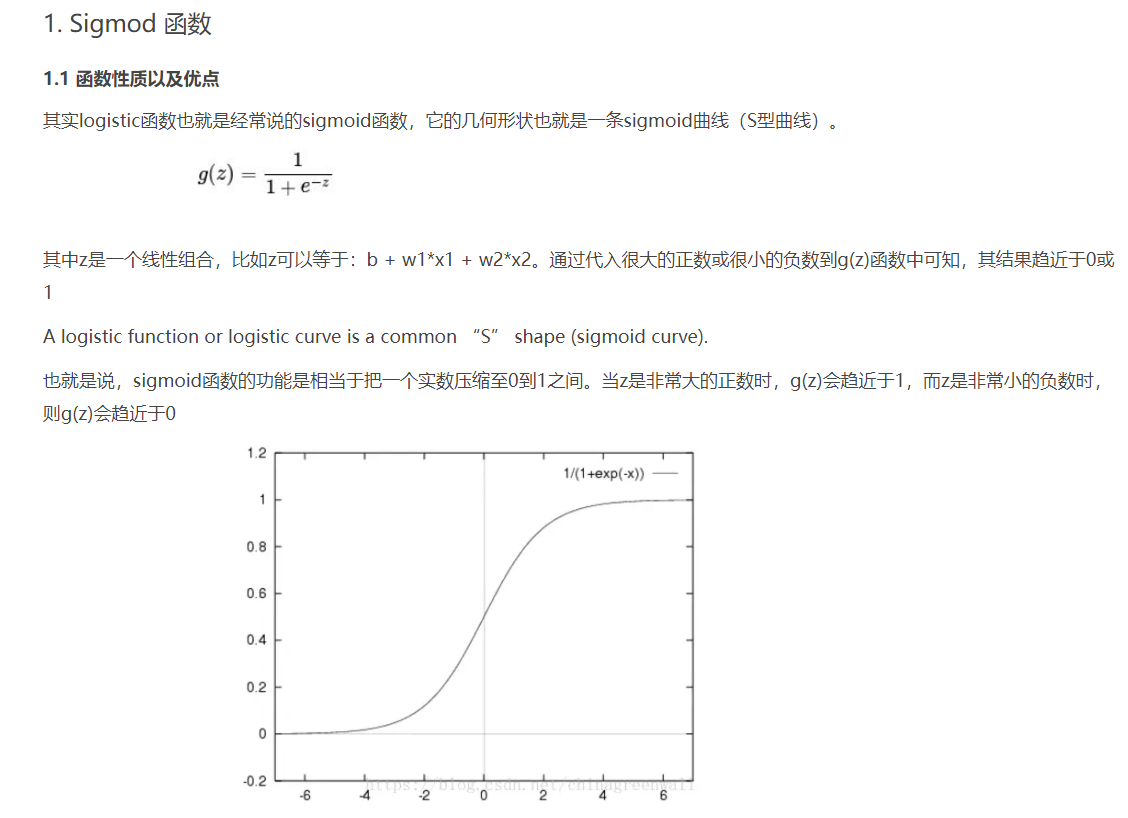 1. Sigmod 函数
1.1 函数性质以及优点
其实logistic函数也就是经常说的sigmoid函数，它的几何形状也就是一条sigmoid曲线（S型曲线）。
g(z) = 1 / (1 + e^{-z})
其中z是一个线性组合，比如z可以等于：b + w1*x1 + w2*x2。通过代入很大的正数或很小的负数到g(z)函数中可知，其结果趋近于0或
1
A logistic function or logistic curve is a common “S” shape (sigmoid curve).
也就是说，sigmoid函数的功能是相当于把一个实数压缩至0到1之间。当z是非常大的正数时，g(z)会趋近于1，而z是非常小的负数时，
则g(z)会趋近于0
1.2
1/(1+exp(-x))
1
0.8
0.6
0.4
0.2
0
-0.2
https://blog.csdn.net/chinagreenwall
-6 -4 -2 0 2 4 6